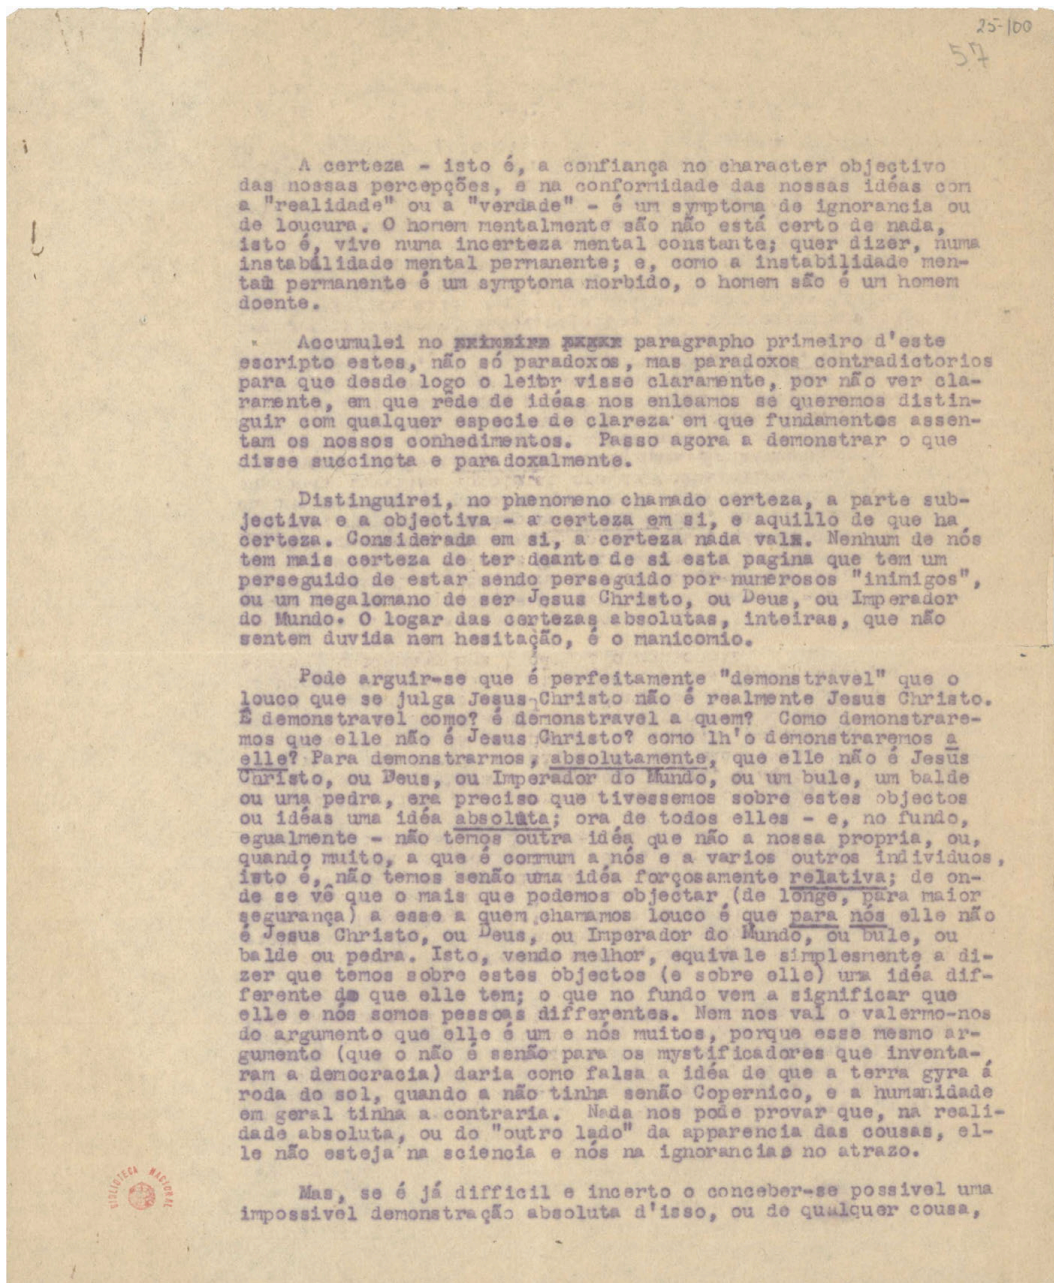 25-100
57
A certeza - isto é, a confiança no character objectivo
das nossas percepções, e na conformidade das nossas idéas com
a "realidade" ou a "verdade" - é um symptoma de ignorancia ou
de loucura. O homem mentalmente são não está certo de nada,
isto é, vive numa incerteza mental constante; quer dizer, numa
instabilidade mental permanente; e, como a instabilidade men-
tal permanente é um symptoma morbido, o homem são é um homem
doente.
Accumulei no paragrapho primeiro d'este
escripto estes, não só paradoxos, mas paradoxos contradictorios
para que desde logo o leitor visse claramente, por não ver cla-
ramente, em que rêde de idéas nos enleamos se queremos distin-
guir com qualquer especie de clareza em que fundamentos assen-
tam os nossos conhedimentos. Passo agora a demonstrar o que
disse succincta e paradoxalmente.
Distinguirei, no phenomeno chamado certeza, a parte sub-
jectiva e a objectiva - a certeza em si, e aquillo de que ha
certeza. Considerada em si, a certeza nada vale. Nenhum de nós
tem mais certeza de ter deante de si esta pagina que tem um
perseguido de estar sendo perseguido por numerosos "inimigos",
ou um megalomano de ser Jesus Christo, ou Deus, ou Imperador
do Mundo. O logar das certezas absolutas, inteiras, que não
sentem duvida nem hesitação, é o manicomio.
Pode arguir-se que é perfeitamente "demonstravel" que o
louco que se julga Jesus Christo não é realmente Jesus Christo.
É demonstravel como? é demonstravel a quem? Como demonstrare-
mos que elle não é Jesus Christo? como lh'o demonstraremos a
elle? Para demonstrarmos, absolutamente, que elle não é Jesus
Christo, ou Deus, ou Imperador do Mundo, ou um bule, um balde
ou uma pedra, era preciso que tivessemos sobre estes objectos
ou idéas uma idéa absoluta; ora de todos elles - e, no fundo,
egualmente - não temos outra idéa que não a nossa propria, ou,
quando muito, a que é commum a nós e a varios outros individuos,
isto é, não temos senão uma idéa forçosamente relativa; de on-
de se vê que o mais que podemos objectar (de longe, para maior
segurança) a esse a quem chamamos louco é que para nós elle não
é Jesus Christo, ou Deus, ou Imperador do Mundo, ou bule, ou
balde ou pedra. Isto, vendo melhor, equivale simplesmente a di-
zer que temos sobre estes objectos (e sobre elle) uma idéa dif-
ferente da que elle tem; o que no fundo vem a significar que
elle e nós somos pessoas differentes. Nem nos val o valermo-nos
do argumento que elle é um e nós muitos, porque esse mesmo ar-
gumento (que o não é senão para os mystificadores que inventa-
ram a democracia) daria como falsa a idéa de que a terra gyra á
roda do sol, quando a não tinha senão Copernico, e a humanidade
em geral tinha a contraria. Nada nos pode provar que, na reali-
dade absoluta, ou do "outro lado" da apparencia das cousas, el-
le não esteja na sciencia e nós na ignorancias no atrazo.
Mas, se é já difficil e incerto o conceber-se possivel uma
impossivel demonstração absoluta d'isso, ou de qualquer cousa,
BIBLIOTECA NACIONAL